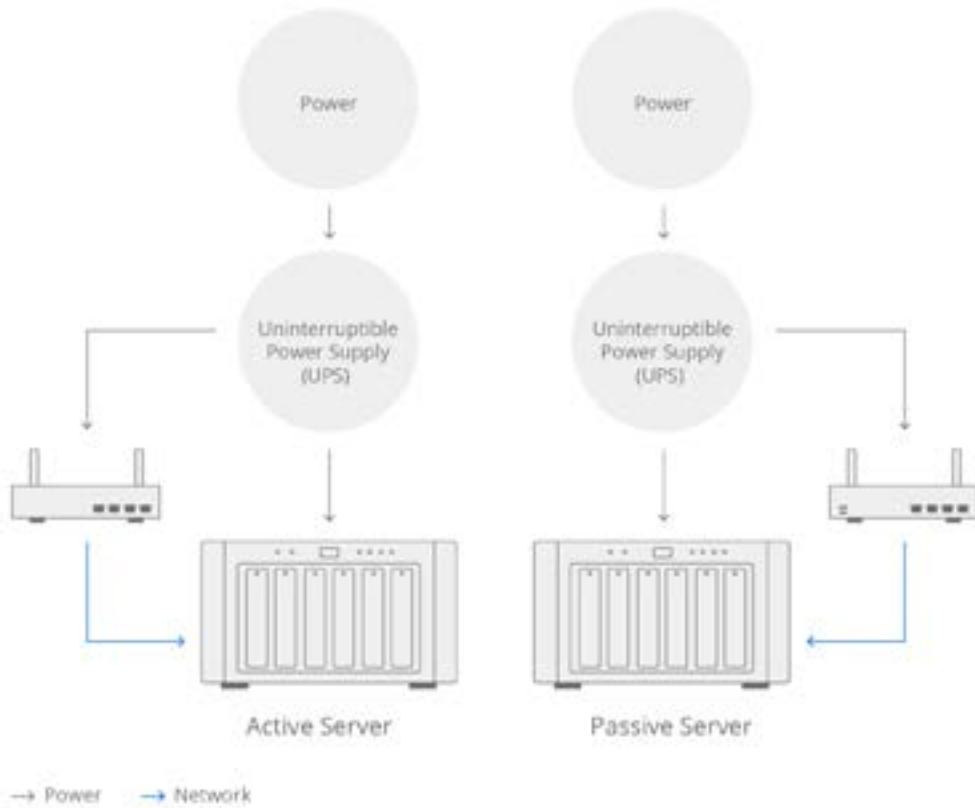 Power
Power
Uninterruptible
Power Supply
(UPS)
Uninterruptible
Power Supply
(UPS)
Active Server
Passive Server
Power
Network